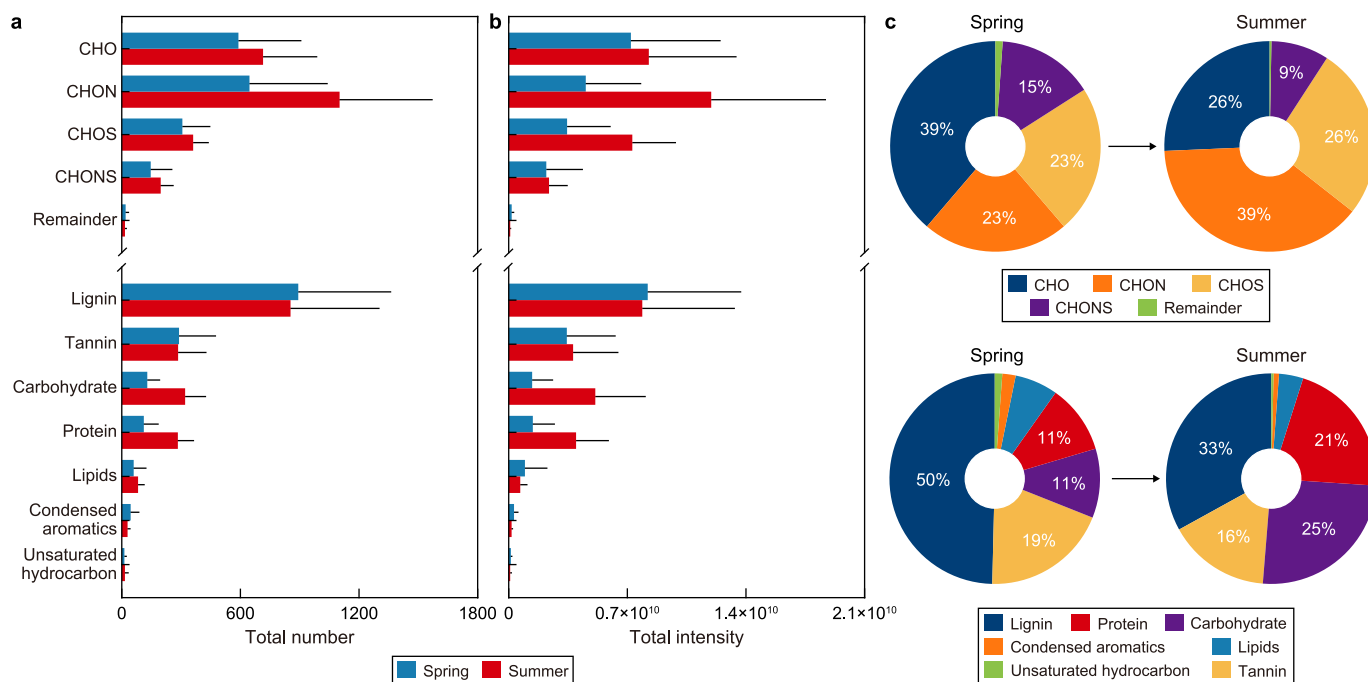 a
CHO
CHON
CHOS
CHONS
Remainder
Lignin
Tannin
Carbohydrate
Protein
Lipids
Condensed
aromatics
Unsaturated
hydrocarbon
0 600 1200 1800
Total number
b
0 0.7×10¹⁰ 1.4×10¹⁰ 2.1×10¹⁰
Total intensity
Spring Summer
c
Spring
39%
15%
23%
23%
Summer
26%
9%
26%
39%
CHO CHON CHOS
CHONS Remainder
Spring
50%
11%
11%
19%
Summer
33%
21%
25%
16%
Lignin Protein Carbohydrate
Condensed aromatics Lipids
Unsaturated hydrocarbon Tannin